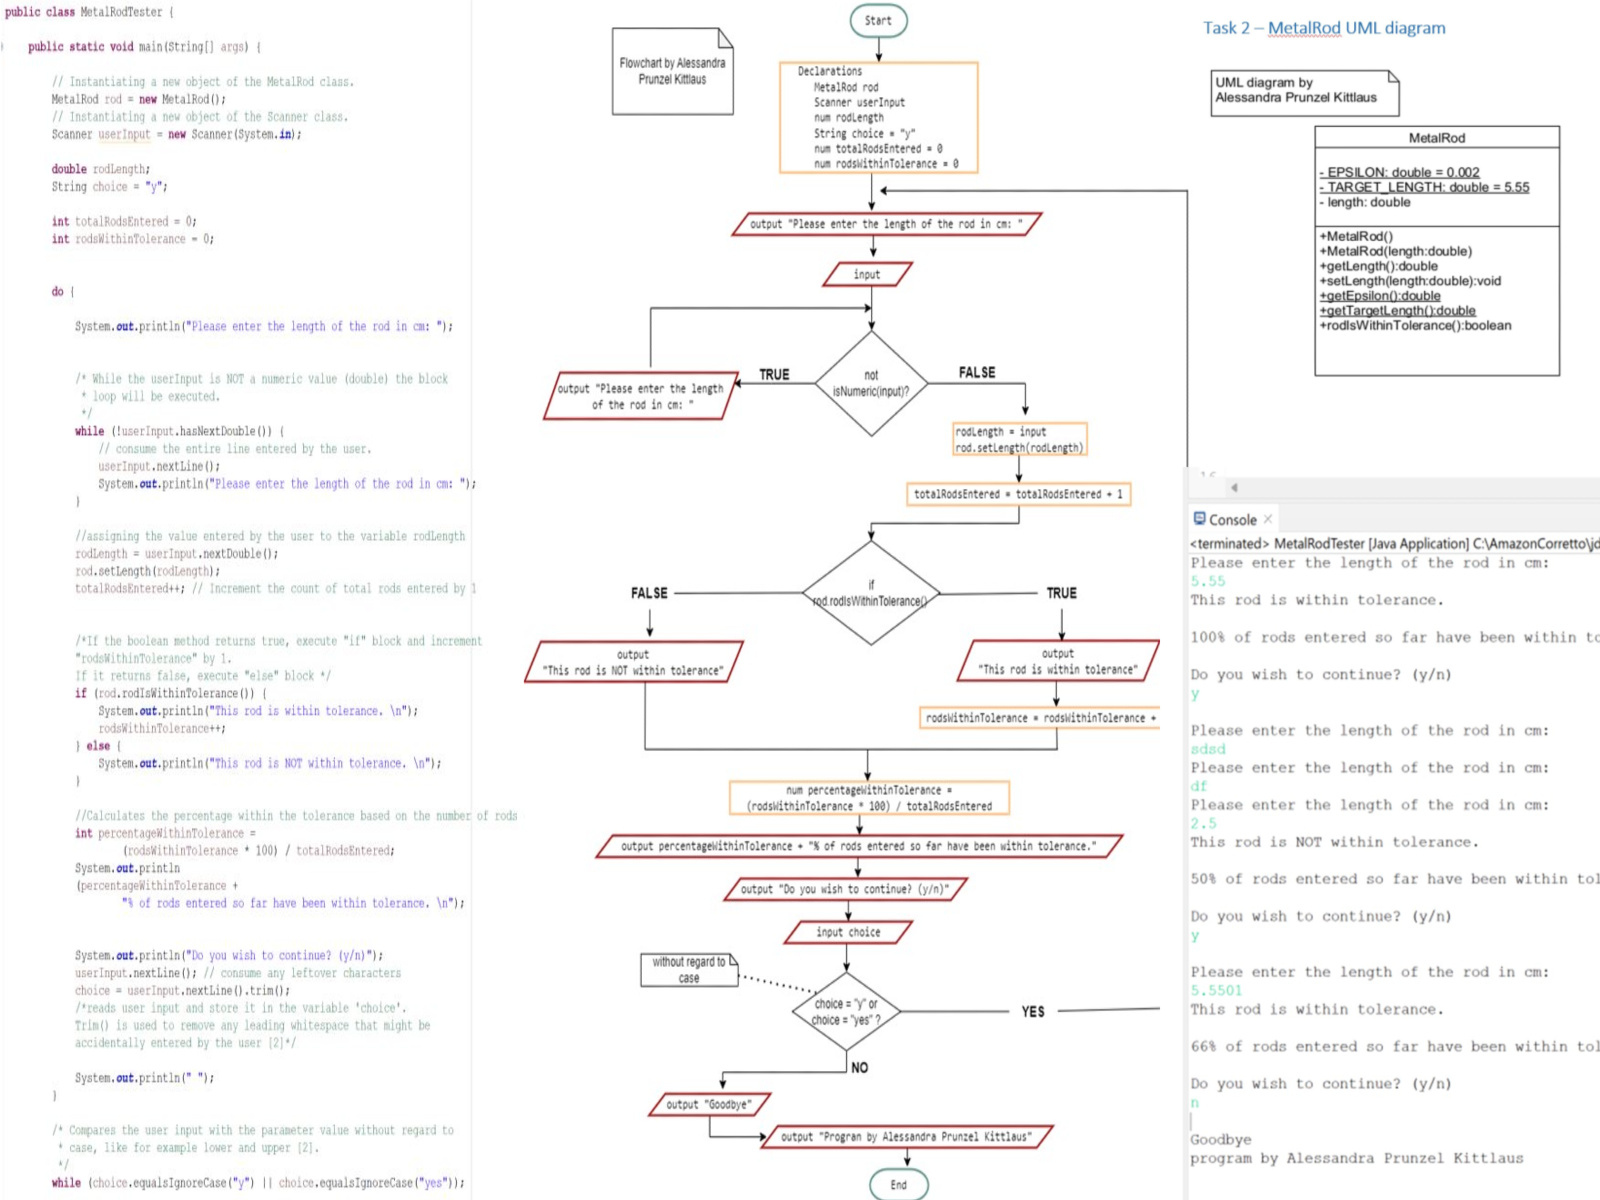 public class MetalRodTester {
public static void main(String[] args) {
// Instantiating a new object of the MetalRod class.
MetalRod rod = new MetalRod();
// Instantiating a new object of the Scanner class.
Scanner userInput = new Scanner(System.in);
double rodLength;
String choice = "y";
int totalRodsEntered = 0;
int rodsWithinTolerance = 0;
do {
System.out.println("Please enter the length of the rod in cm: ");
/* While the userInput is NOT a numeric value (double) the block
* loop will be executed.
*/
while (!userInput.hasNextDouble()) {
// consume the entire line entered by the user.
userInput.nextLine();
System.out.println("Please enter the length of the rod in cm: ");
}
//assigning the value entered by the user to the variable rodLength
rodLength = userInput.nextDouble();
rod.setLength(rodLength);
totalRodsEntered++; // Increment the count of total rods entered by 1
/*If the boolean method returns true, execute "if" block and increment
"rodsWithinTolerance" by 1.
If it returns false, execute "else" block */
if (rod.rodIsWithinTolerance()) {
System.out.println("This rod is within tolerance. \n");
rodsWithinTolerance++;
} else {
System.out.println("This rod is NOT within tolerance. \n");
}
//Calculates the percentage within the tolerance based on the number of rods
int percentageWithinTolerance =
(rodsWithinTolerance * 100) / totalRodsEntered;
System.out.println
(percentageWithinTolerance +
"% of rods entered so far have been within tolerance. \n");
System.out.println("Do you wish to continue? (y/n)");
userInput.nextLine(); // consume any leftover characters
choice = userInput.nextLine().trim();
/*reads user input and store it in the variable 'choice'.
Trim() is used to remove any leading whitespace that might be
accidentally entered by the user [2]*/
System.out.println(" ");
}
/* Compares the user input with the parameter value without regard to
* case, like for example lower and upper [2].
*/
while (choice.equalsIgnoreCase("y") || choice.equalsIgnoreCase("yes"));
Flowchart by Alessandra
Prunzel Kittlaus
Start
Declarations
MetalRod rod
Scanner userInput
num rodLength
String choice = "y"
num totalRodsEntered = 0
num rodsWithinTolerance = 0
output "Please enter the length of the rod in cm: "
input
not
isNumeric(input)?
TRUE
FALSE
output "Please enter the length
of the rod in cm: "
rodLength = input
rod.setLength(rodLength)
totalRodsEntered = totalRodsEntered + 1
if
rod.rodIsWithinTolerance()
FALSE
TRUE
output
"This rod is NOT within tolerance"
output
"This rod is within tolerance"
rodsWithinTolerance = rodsWithinTolerance +
num percentageWithinTolerance =
(rodsWithinTolerance * 100) / totalRodsEntered
output percentageWithinTolerance + "% of rods entered so far have been within tolerance."
output "Do you wish to continue? (y/n)"
input choice
without regard to
case
choice = "y" or
choice = "yes" ?
YES
NO
output "Goodbye"
output "Progran by Alessandra Prunzel Kittlaus"
End
Task 2 – MetalRod UML diagram
UML diagram by
Alessandra Prunzel Kittlaus
MetalRod
- EPSILON: double = 0.002
- TARGET_LENGTH: double = 5.55
- length: double
+MetalRod()
+MetalRod(length:double)
+getLength():double
+setLength(length:double):void
+getEpsilon():double
+getTargetLength():double
+rodIsWithinTolerance():boolean
Console
<terminated> MetalRodTester [Java Application] C:\AmazonCorretto\jd
Please enter the length of the rod in cm:
5.55
This rod is within tolerance.
100% of rods entered so far have been within to
Do you wish to continue? (y/n)
y
Please enter the length of the rod in cm:
sdsd
Please enter the length of the rod in cm:
df
Please enter the length of the rod in cm:
2.5
This rod is NOT within tolerance.
50% of rods entered so far have been within tol
Do you wish to continue? (y/n)
y
Please enter the length of the rod in cm:
5.5501
This rod is within tolerance.
66% of rods entered so far have been within tol
Do you wish to continue? (y/n)
n
Goodbye
program by Alessandra Prunzel Kittlaus